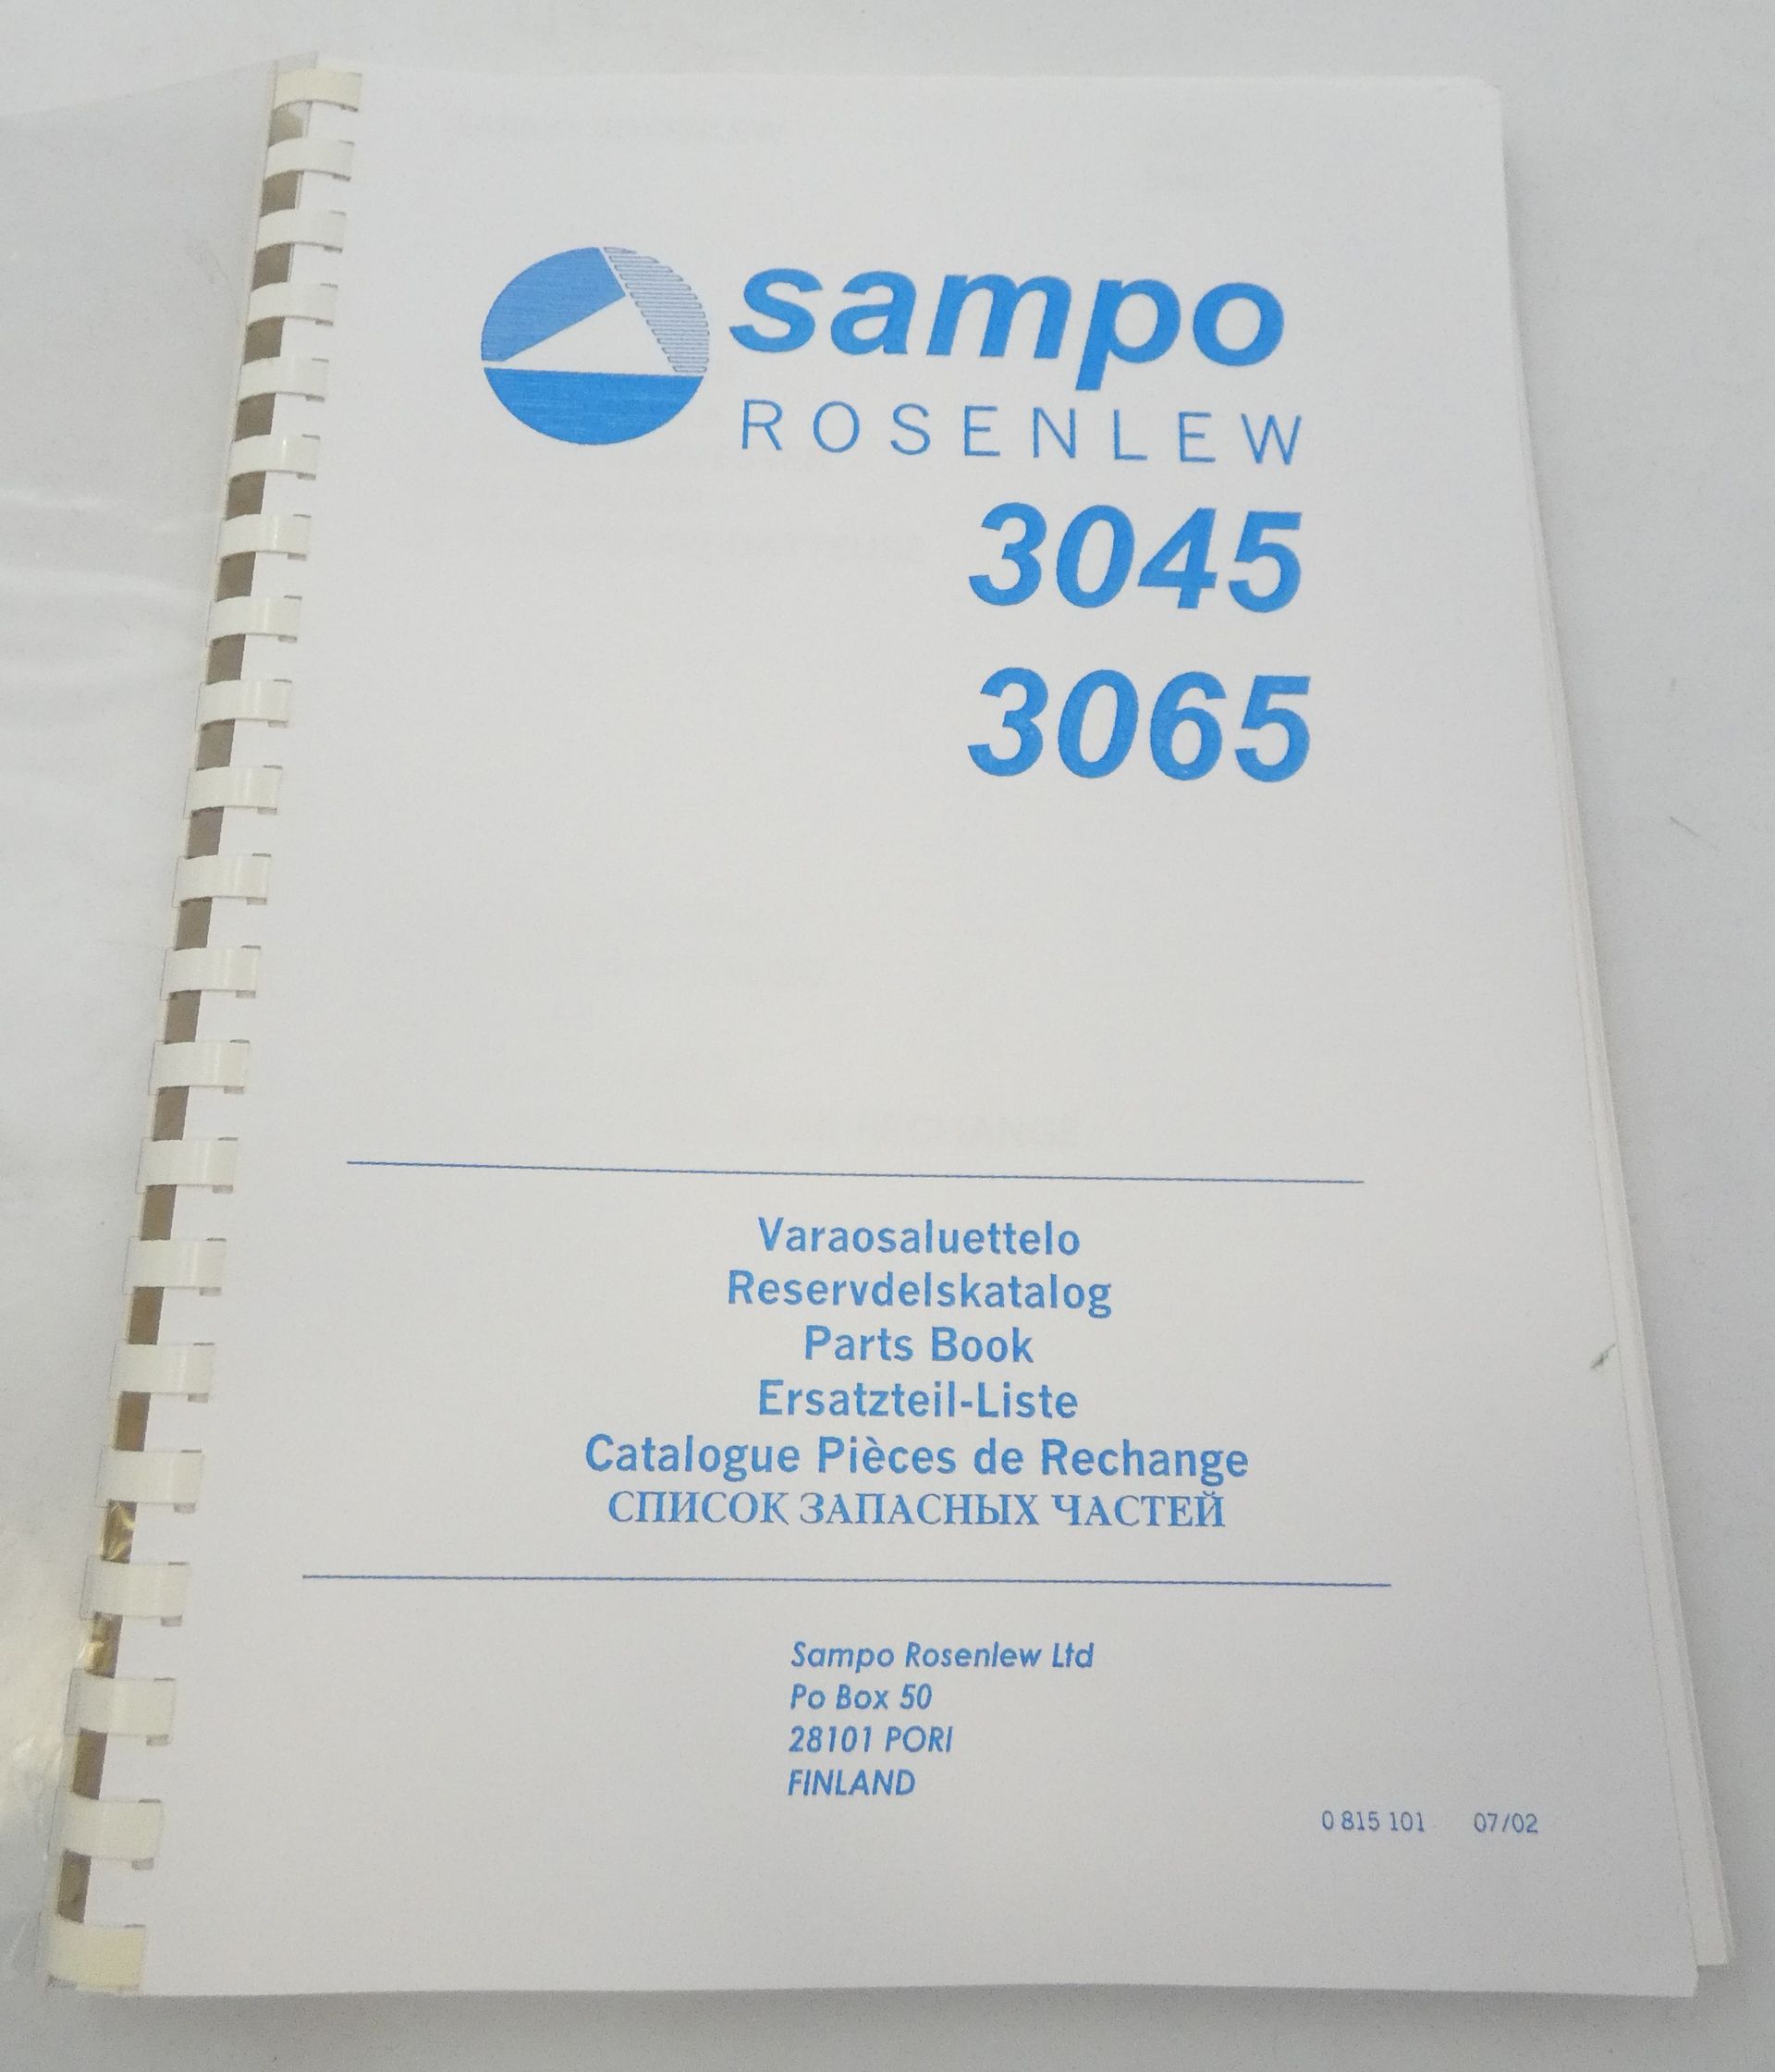 sampo
ROSENLEW
3045
3065
Varaosaluettelo
Reservdelskatalog
Parts Book
Ersatzteil-Liste
Catalogue Pièces de Rechange
СПИСОК ЗАПАСНЫХ ЧАСТЕЙ
Sampo Rosenlew Ltd
Po Box 50
28101 PORI
FINLAND
0 815 101 07/02